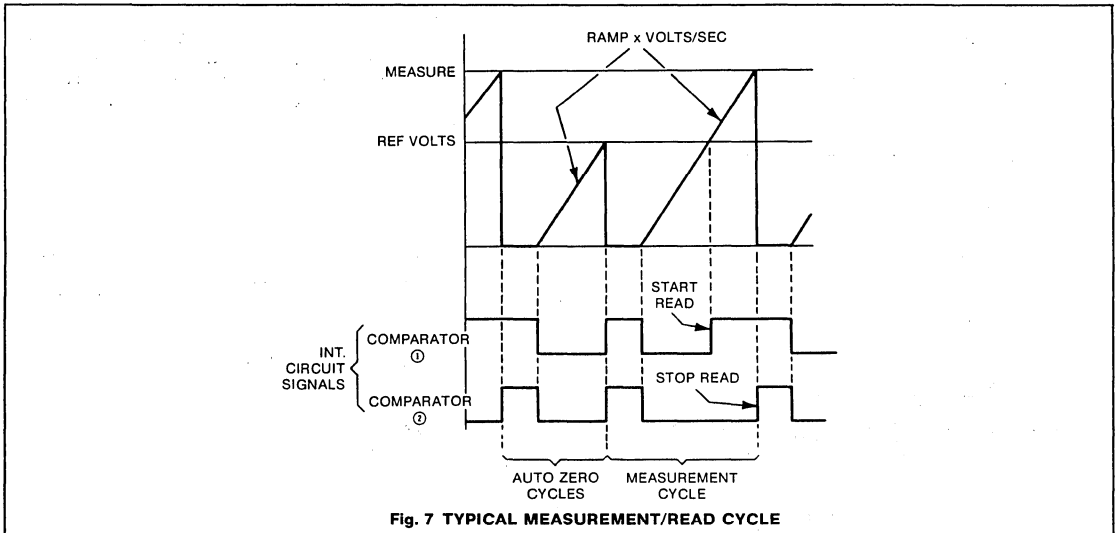 RAMP x VOLTS/SEC
MEASURE
REF VOLTS
START
READ
COMPARATOR
①
INT.
CIRCUIT
SIGNALS
STOP READ
COMPARATOR
②
AUTO ZERO
CYCLES
MEASUREMENT
CYCLE
Fig. 7 TYPICAL MEASUREMENT/READ CYCLE